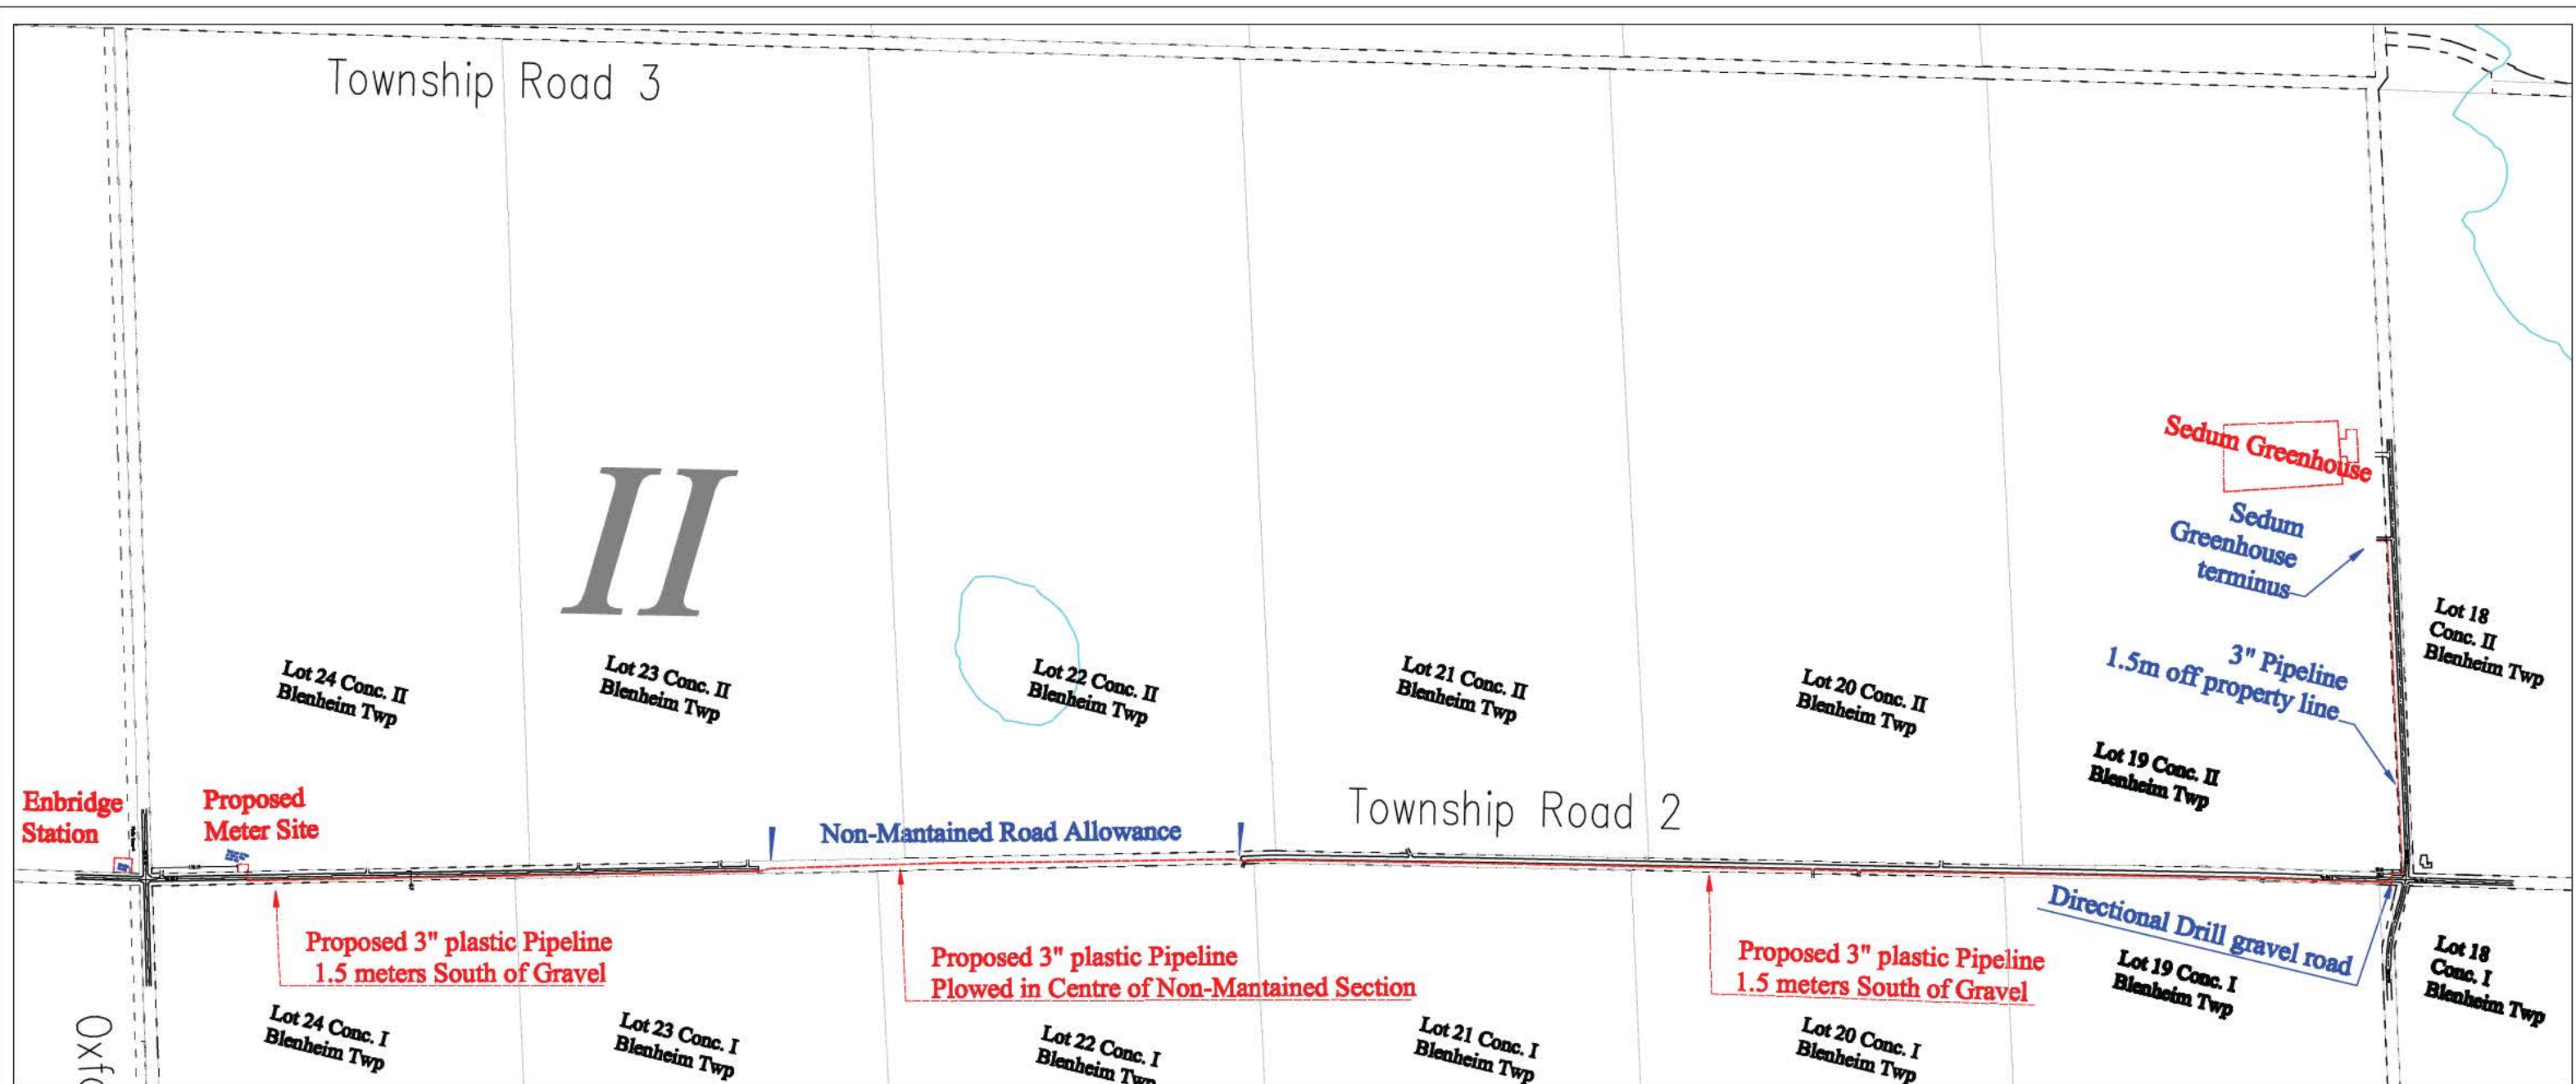 Township Road 3
II
Sedum Greenhouse
Sedum
Greenhouse
terminus
Lot 18
Conc. II
Blenheim Twp
3" Pipeline
1.5m off property line
Lot 24 Conc. II
Blenheim Twp
Lot 23 Conc. II
Blenheim Twp
Lot 22 Conc. II
Blenheim Twp
Lot 21 Conc. II
Blenheim Twp
Lot 20 Conc. II
Blenheim Twp
Lot 19 Conc. II
Blenheim Twp
Enbridge
Station
Proposed
Meter Site
Non-Mantained Road Allowance
Township Road 2
Directional Drill gravel road
Proposed 3" plastic Pipeline
1.5 meters South of Gravel
Proposed 3" plastic Pipeline
Plowed in Centre of Non-Mantained Section
Proposed 3" plastic Pipeline
1.5 meters South of Gravel
Lot 19 Conc. I
Blenheim Twp
Lot 18
Conc. I
Blenheim Twp
Oxfo
Lot 24 Conc. I
Blenheim Twp
Lot 23 Conc. I
Blenheim Twp
Lot 22 Conc. I
Blenheim Twp
Lot 21 Conc. I
Blenheim Twp
Lot 20 Conc. I
Blenheim Twp